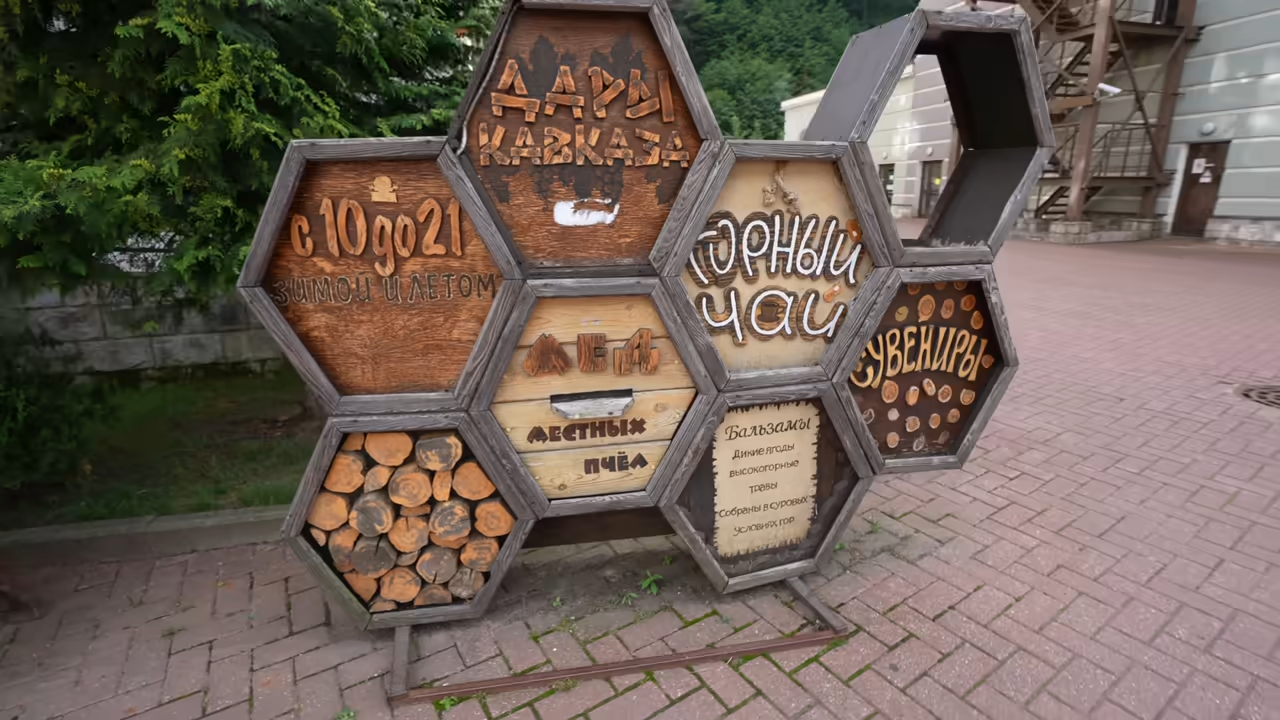 ДАРЫ
КАВКАЗА
с 10 до 21
ЗИМОЙ И ЛЕТОМ
ГОРНЫЙ
чай
МЕД
МЕСТНЫХ
ПЧЁЛ
СУВЕНИРЫ
Бальзамы
Дикие ягоды
высокогорные
травы
Собраны в суровых
условиях гор